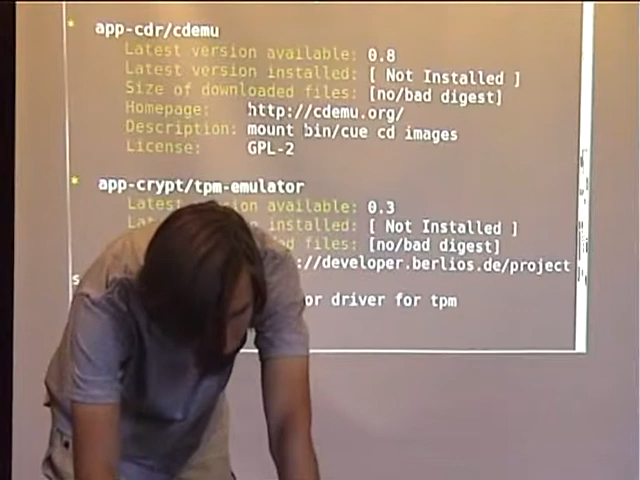 * app-cdr/cdemu
Latest version available: 0.8
Latest version installed: [ Not Installed ]
Size of downloaded files: [no/bad digest]
Homepage: http://cdemu.org/
Description: mount bin/cue cd images
License: GPL-2
* app-crypt/tpm-emulator
Latest available: 0.3
installed: [ Not Installed ]
files: [no/bad digest]
://developer.berlios.de/project
s
or driver for tpm